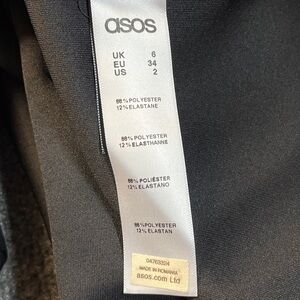 asos
UK 6
EU 34
US 2
88% POLYESTER
12% ELASTANE
88% POLYESTER
12% ELASTHANNE
88% POLIÉSTER
12% ELASTANO
88% POLYESTER
12% ELASTAN
04763324
MADE IN ROMANIA
asos.com Ltd